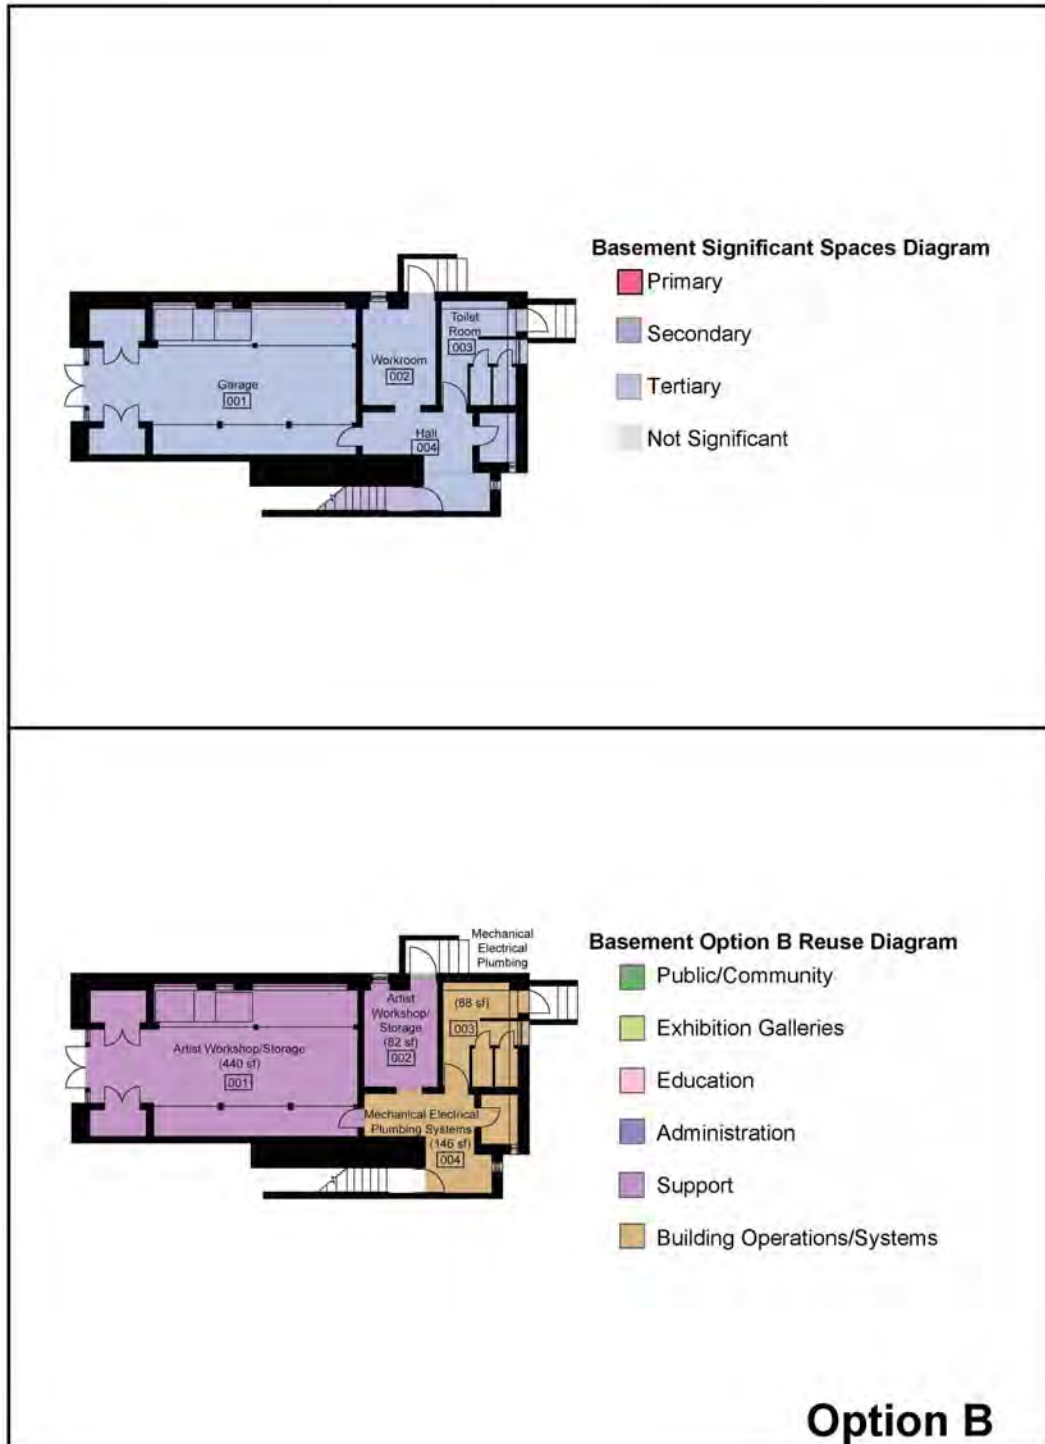 Basement Significant Spaces Diagram
Primary
Secondary
Tertiary
Not Significant
Toilet
Room
003
Workroom
002
Garage
001
Hall
004
Basement Option B Reuse Diagram
Public/Community
Exhibition Galleries
Education
Administration
Support
Building Operations/Systems
Mechanical
Electrical
Plumbing
Artist
Workshop/
Storage
(82 sf)
002
(68 sf)
003
Artist Workshop/Storage
(440 sf)
001
Mechanical Electrical
Plumbing Systems
(146 sf)
004
Option B